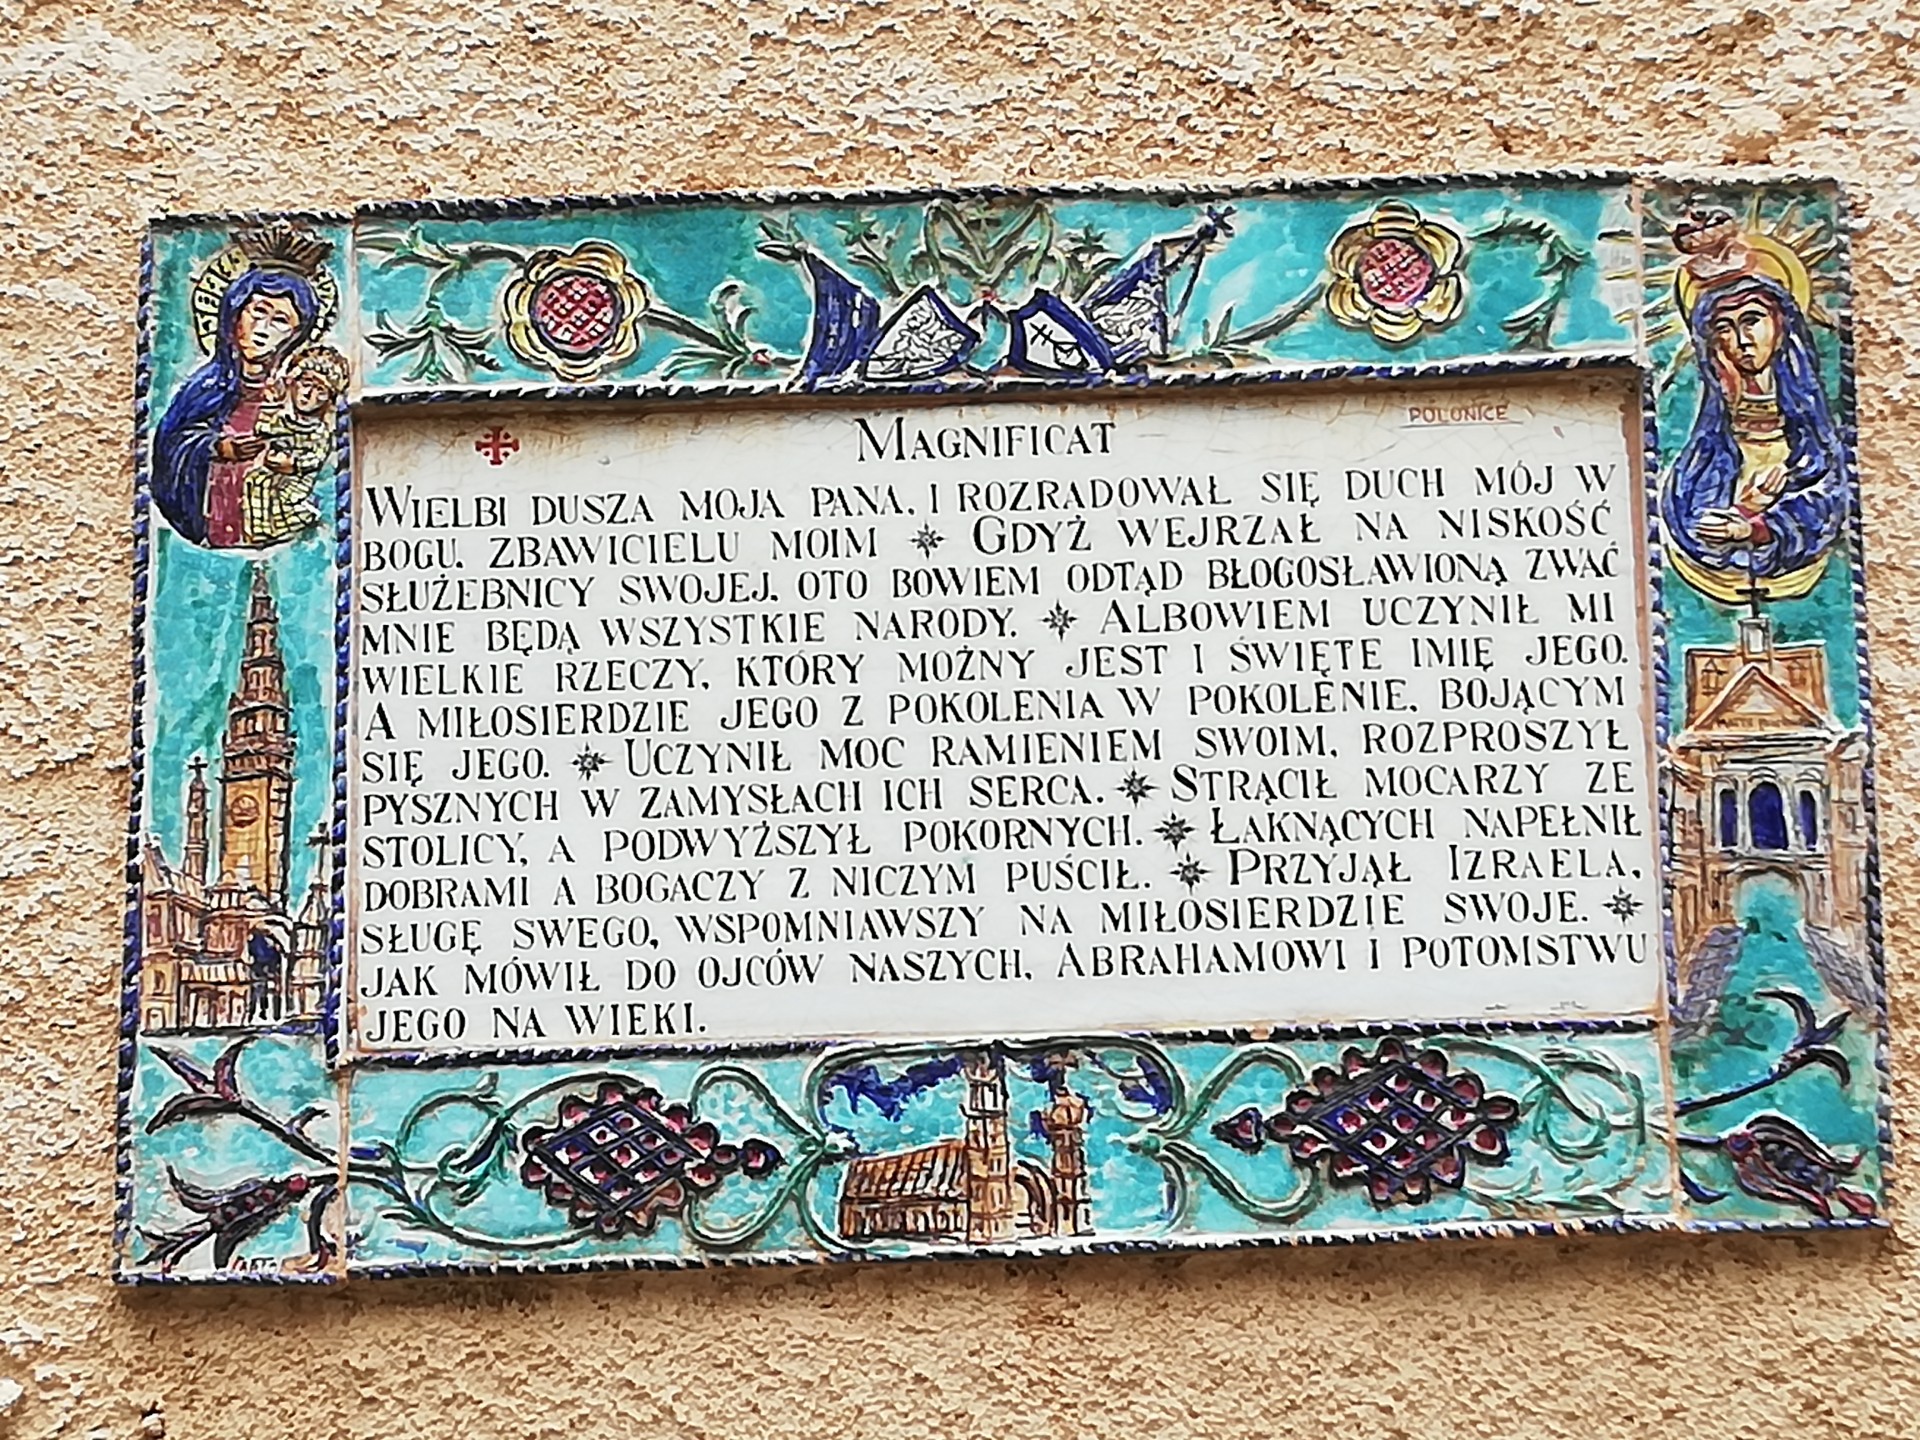 POLONICE
MAGNIFICAT
WIELBI DUSZA MOJA PANA. I ROZRADOWAŁ SIĘ DUCH MÓJ W
BOGU. ZBAWICIELU MOIM GDYŻ WEJRZAŁ NA NISKOŚĆ
SŁUŻEBNICY SWOJEJ. OTO BOWIEM ODTĄD BŁOGOSŁAWIONĄ ZWAĆ
MNIE BĘDĄ WSZYSTKIE NARODY. ALBOWIEM UCZYNIŁ MI
WIELKIE RZECZY, KTÓRY MOŻNY JEST I ŚWIĘTE IMIĘ JEGO.
A MIŁOSIERDZIE JEGO Z POKOLENIA W POKOLENIE. BOJĄCYM
SIĘ JEGO. UCZYNIŁ MOC RAMIENIEM SWOIM, ROZPROSZYŁ
PYSZNYCH W ZAMYSŁACH ICH SERCA. STRĄCIŁ MOCARZY ZE
STOLICY, A PODWYŻSZYŁ POKORNYCH. ŁAKNĄCYCH NAPEŁNIŁ
DOBRAMI A BOGACZY Z NICZYM PUŚCIŁ. PRZYJĄŁ IZRAELA,
SŁUGĘ SWEGO, WSPOMNIAWSZY NA MIŁOSIERDZIE SWOJE.
JAK MÓWIŁ DO OJCÓW NASZYCH, ABRAHAMOWI I POTOMSTWU
JEGO NA WIEKI.